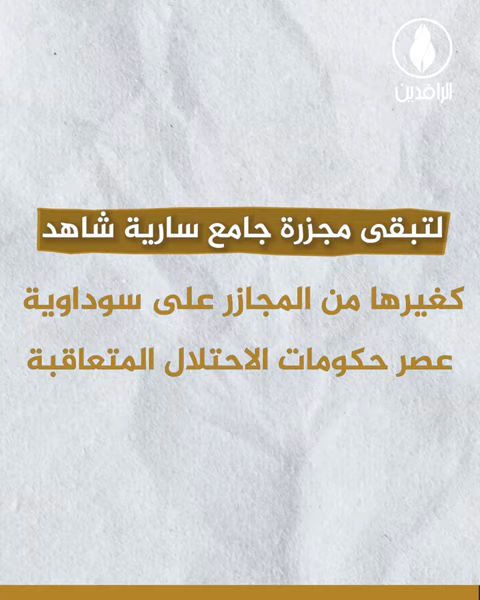 الرافدين
لتبقى مجزرة جامع سارية شاهد
كغيرها من المجازر على سوداوية
عصر حكومات الاحتلال المتعاقبة